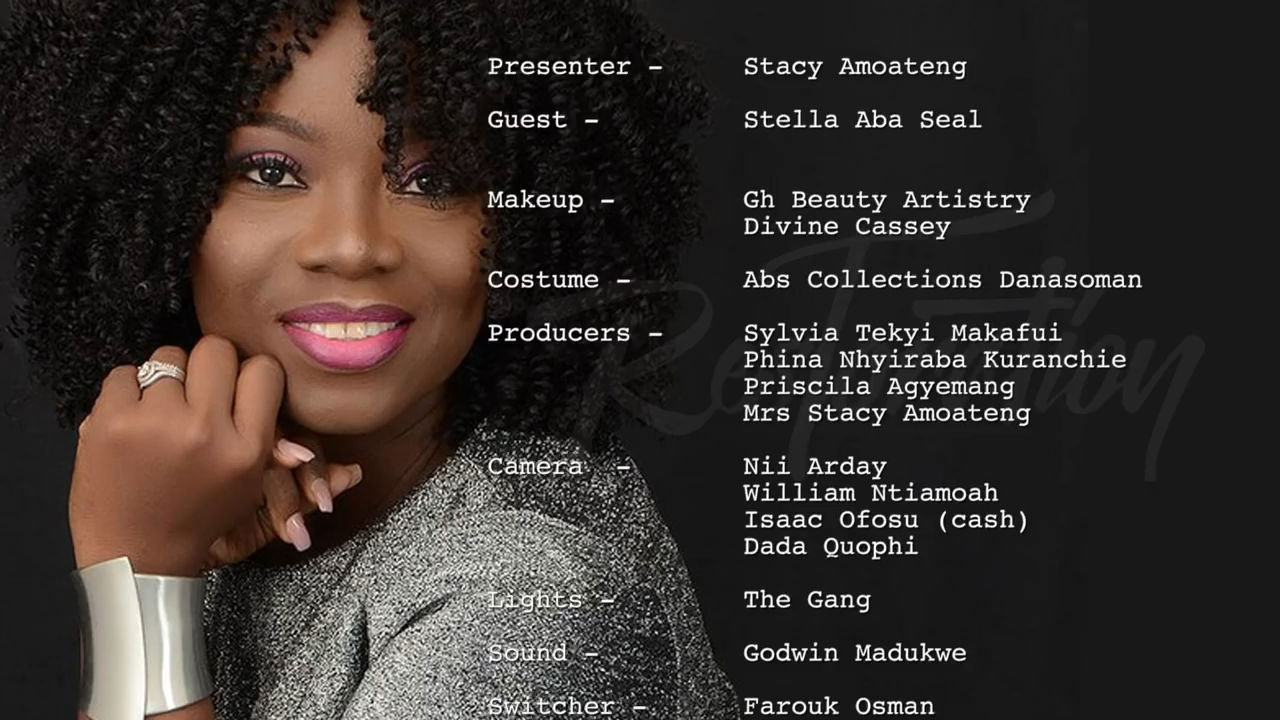 Presenter – Stacy Amoateng
Guest – Stella Aba Seal
Makeup – Gh Beauty Artistry
Divine Cassey
Costume – Abs Collections Danasoman
Producers – Sylvia Tekyi Makafui
Phina Nhyiraba Kuranchie
Priscila Agyemang
Mrs Stacy Amoateng
Camera – Nii Arday
William Ntiamoah
Isaac Ofosu (cash)
Dada Quophi
Lights – The Gang
Sound – Godwin Madukwe
Switcher – Farouk Osman